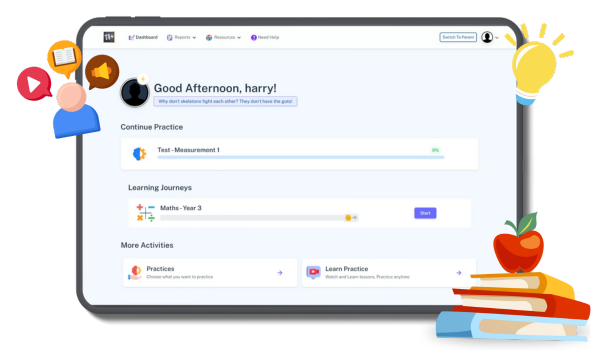 11+
Dashboard
Reports
Resources
Need Help
Switch To Parent
Good Afternoon, harry!
Why don't skeletons fight each other? They don't have the guts!
Continue Practice
Test - Measurement 1
0%
Learning Journeys
Maths - Year 3
Start
More Activities
Practices
Choose what you want to practice
Learn Practice
Watch and Learn lessons, Practice anytime